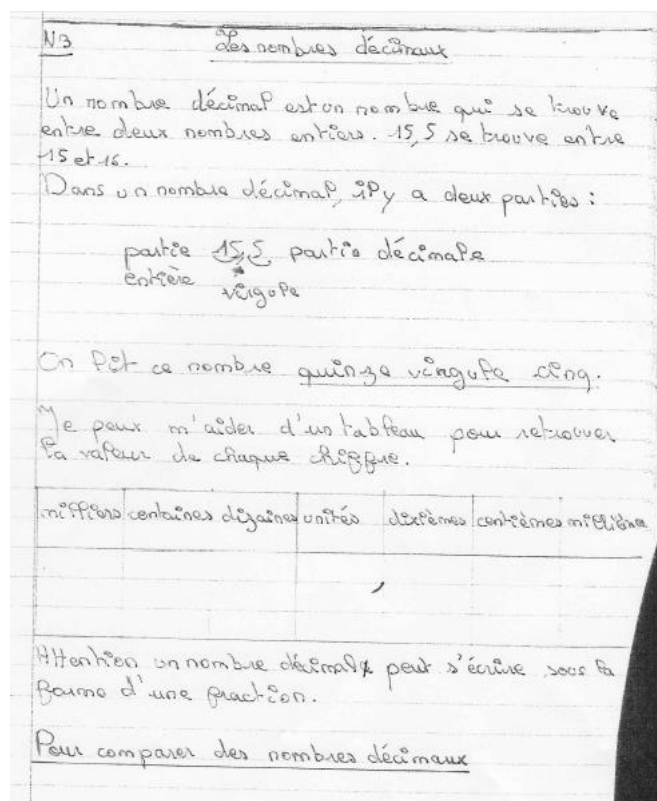 N3 Les nombres décimaux
Un nombre décimal est un nombre qui se trouve
entre deux nombres entiers. 15,5 se trouve entre
15 et 16.
Dans un nombre décimal, il y a deux parties :
partie 15,5 partie décimale
entière virgule
On lit ce nombre quinze virgule cinq.
Je peux m'aider d'un tableau pour retrouver
la valeur de chaque chiffre.
milliers centaines dizaines unités dixièmes centièmes millième
,
Attention un nombre décimal peut s'écrire sous la
forme d'une fraction.
Pour comparer des nombres décimaux